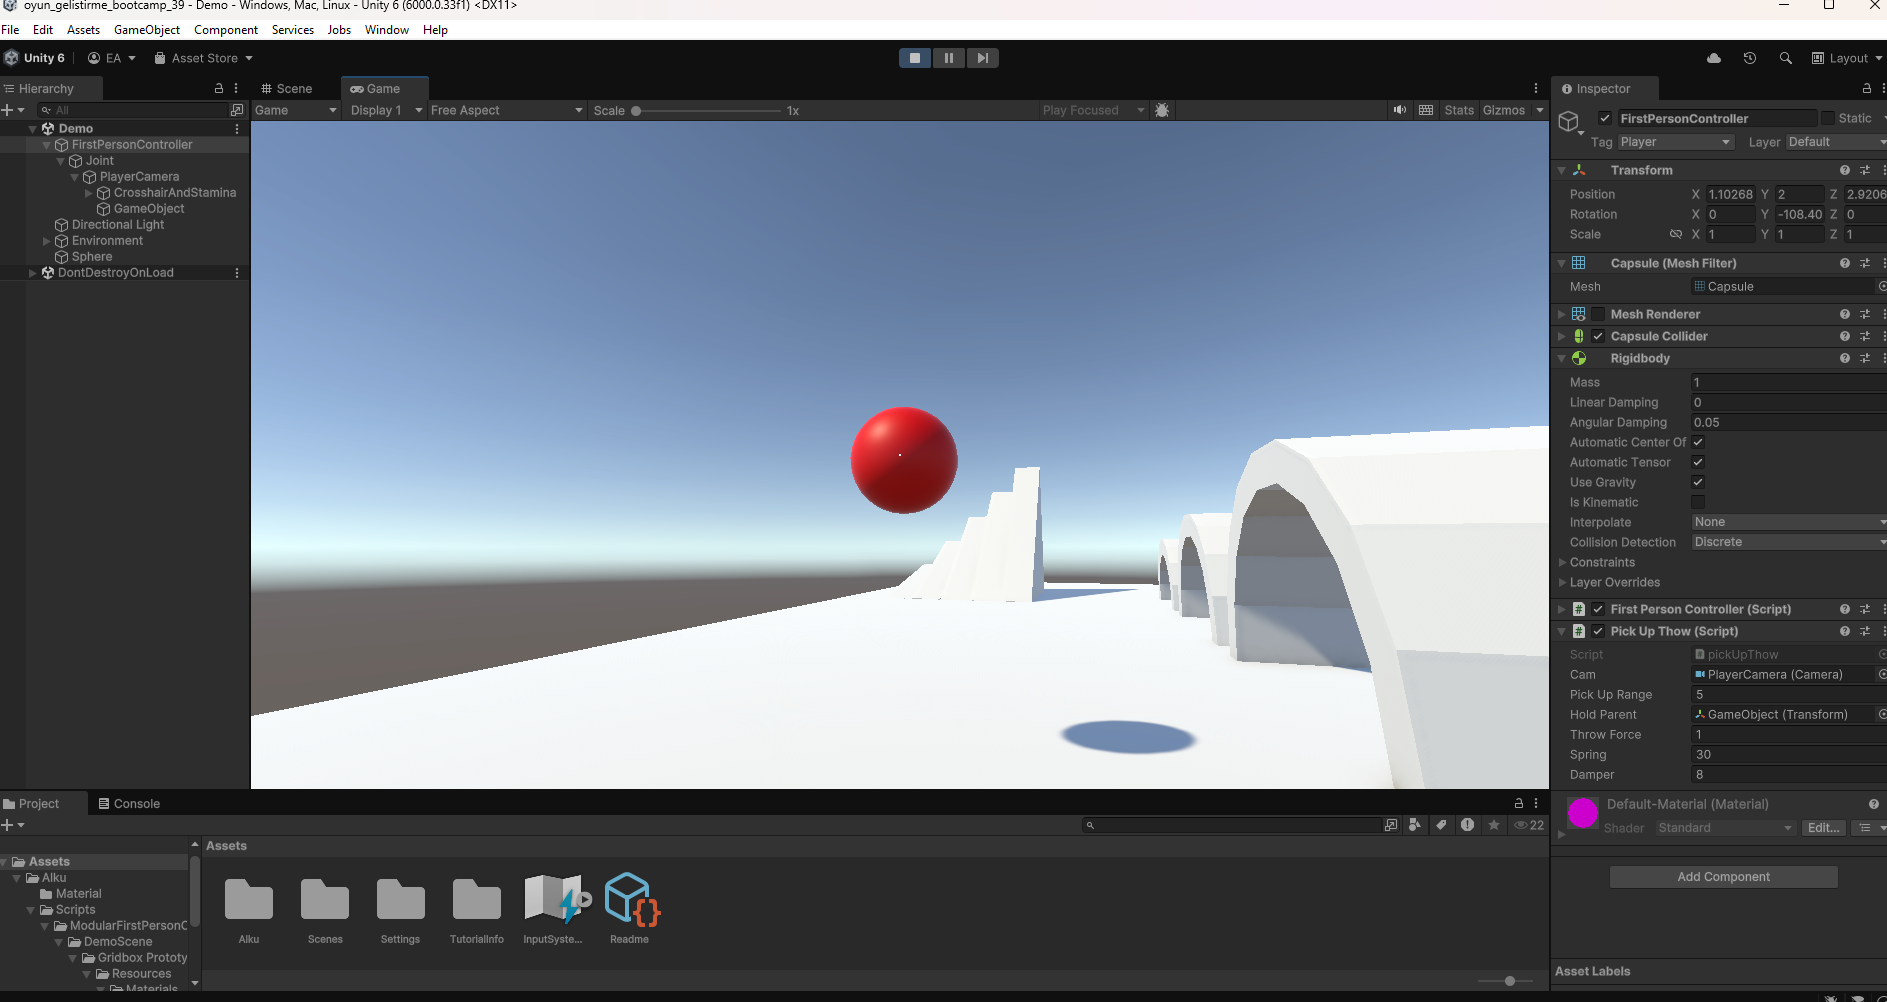 oyun_gelistirme_bootcamp_39 - Demo - Windows, Mac, Linux - Unity 6 (6000.0.33f1) <DX11>
File Edit Assets GameObject Component Services Jobs Window Help
Unity 6 EA Asset Store Layout
Hierarchy
All
Demo
FirstPersonController
Joint
PlayerCamera
CrosshairAndStamina
GameObject
Directional Light
Environment
Sphere
DontDestroyOnLoad
Scene Game
Game Display 1 Free Aspect Scale 1x Play Focused Stats Gizmos
Inspector
FirstPersonController Static
Tag Player Layer Default
Transform
Position X 1.10268 Y 2 Z 2.9206
Rotation X 0 Y -108.40 Z 0
Scale X 1 Y 1 Z 1
Capsule (Mesh Filter)
Mesh Capsule
Mesh Renderer
Capsule Collider
Rigidbody
Mass 1
Linear Damping 0
Angular Damping 0.05
Automatic Center Of
Automatic Tensor
Use Gravity
Is Kinematic
Interpolate None
Collision Detection Discrete
Constraints
Layer Overrides
First Person Controller (Script)
Pick Up Thow (Script)
Script pickUpThow
Cam PlayerCamera (Camera)
Pick Up Range 5
Hold Parent GameObject (Transform)
Throw Force 1
Spring 30
Damper 8
Default-Material (Material)
Shader Standard Edit...
Add Component
Asset Labels
Project Console
22
Assets
Alku
Material
Scripts
ModularFirstPersonC
DemoScene
Gridbox Prototy
Resources
Materials
Assets
Alku Scenes Settings TutorialInfo InputSyste... Readme